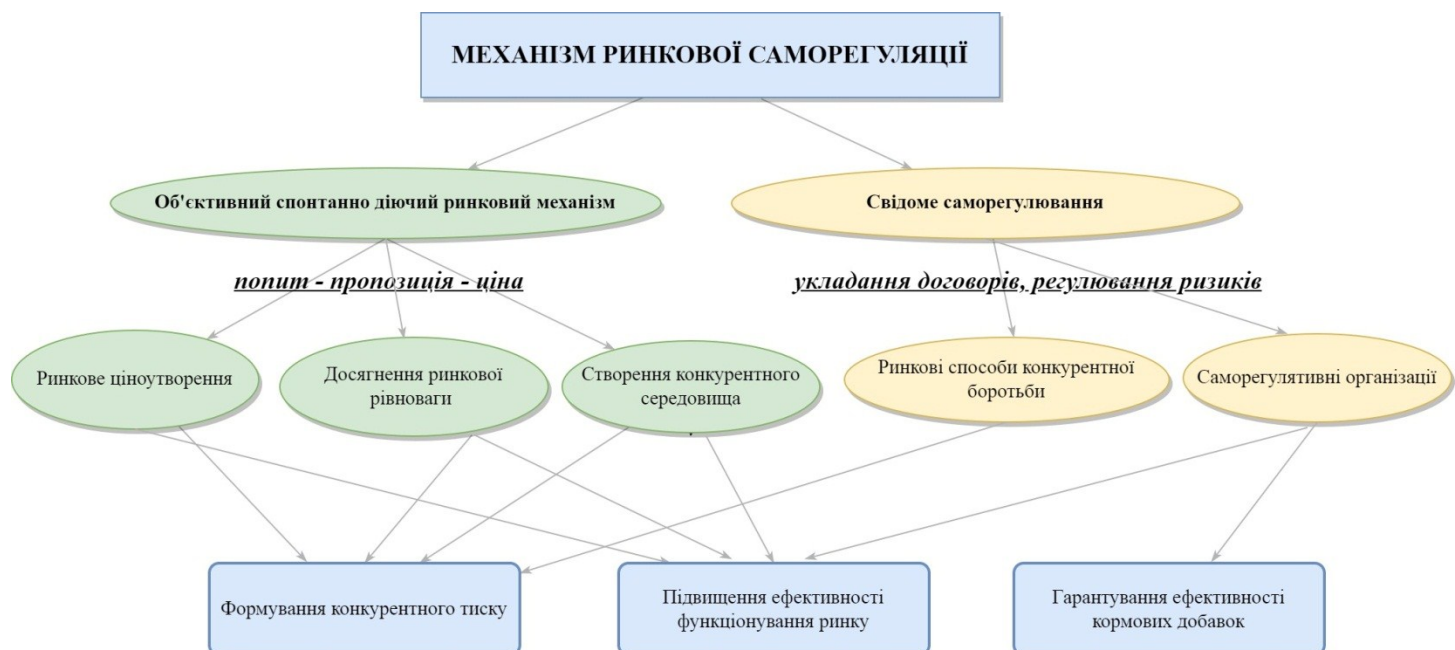 МЕХАНІЗМ РИНКОВОЇ САМОРЕГУЛЯЦІЇ
Об'єктивний спонтанно діючий ринковий механізм
Свідоме саморегулювання
попит - пропозиція - ціна
укладання договорів, регулювання ризиків
Ринкове ціноутворення
Досягнення ринкової
рівноваги
Створення конкурентного
середовища
Ринкові способи конкурентної
боротьби
Саморегулятивні організації
Формування конкурентного тиску
Підвищення ефективності
функціонування ринку
Гарантування ефективності
кормових добавок